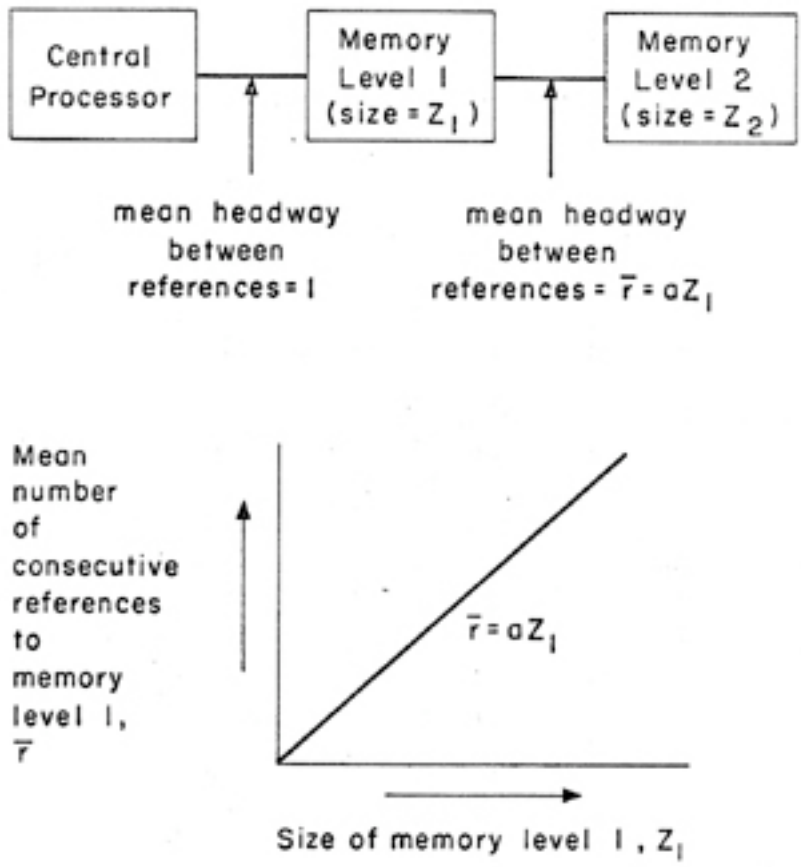 Central
Processor
Memory
Level 1
(size = Z₁)
Memory
Level 2
(size = Z₂)
mean headway
between
references = 1
mean headway
between
references = r̅ = aZ₁
Mean
number
of
consecutive
references
to
memory
level 1,
r̅
r̅ = aZ₁
Size of memory level 1, Z₁